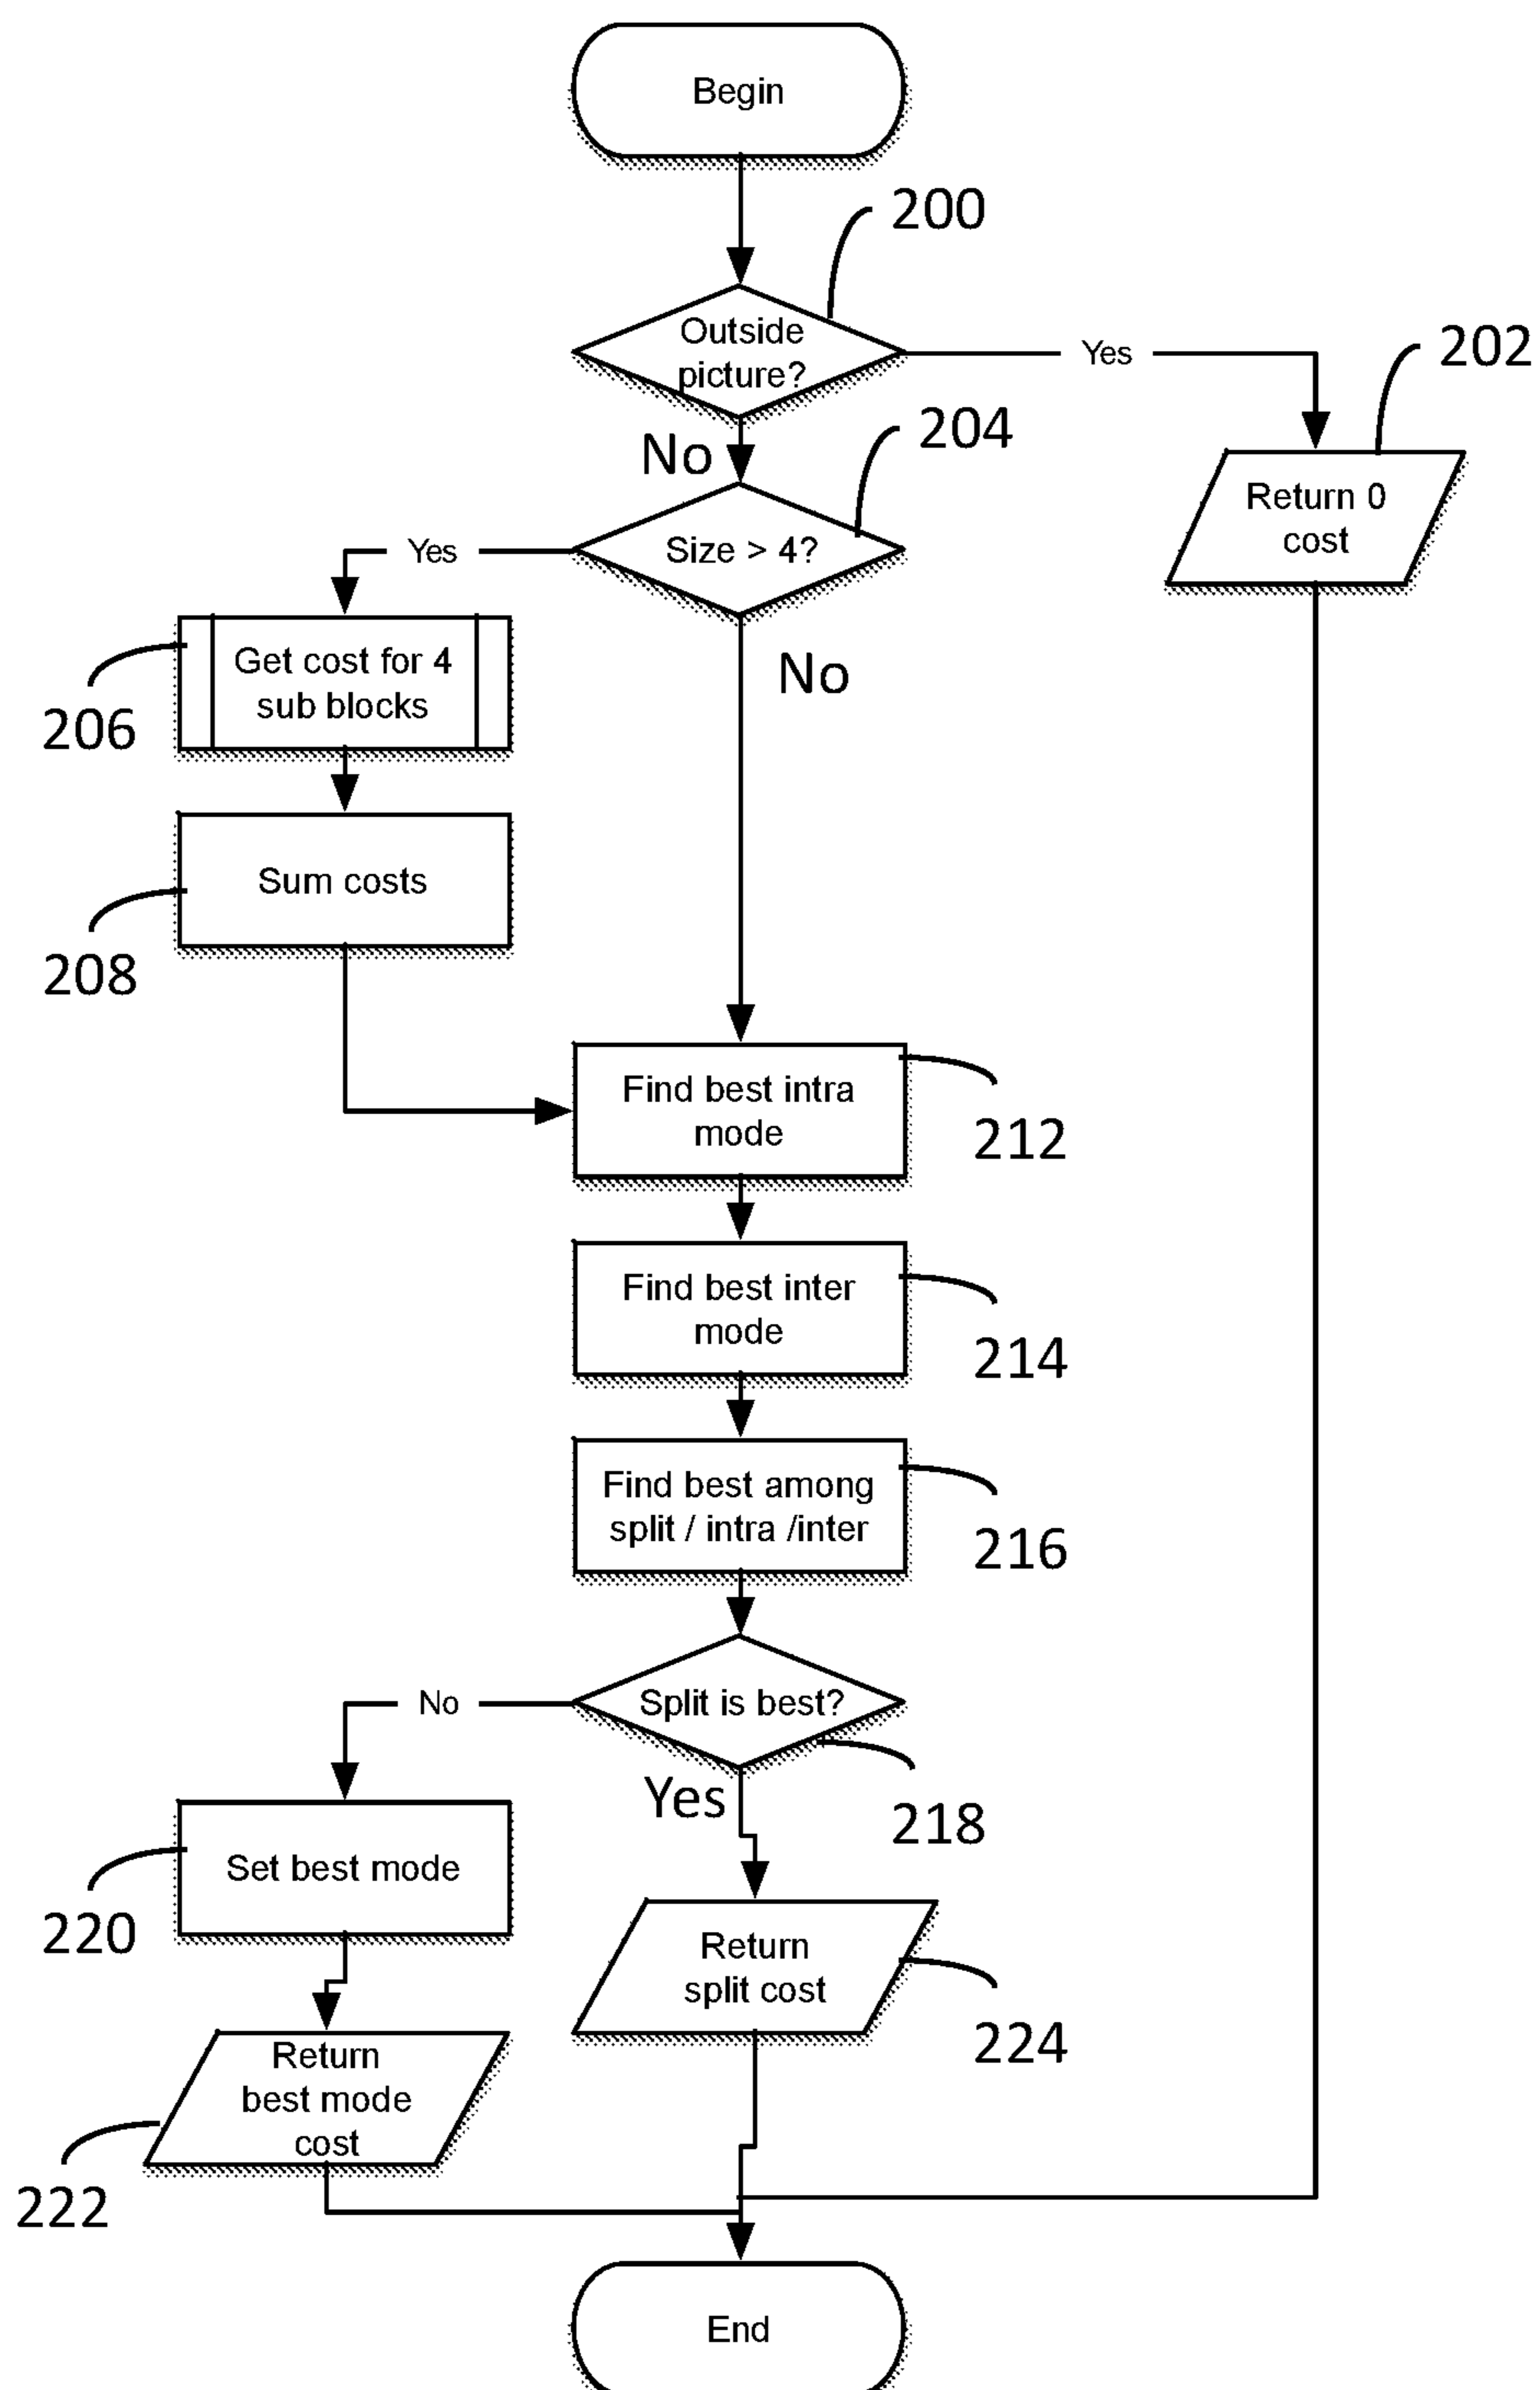 Begin
200
Outside
picture?
Yes
202
No
204
Return 0
cost
Size > 4?
Yes
Get cost for 4
sub blocks
No
206
Sum costs
208
Find best intra
mode
212
Find best inter
mode
214
Find best among
split / intra /inter
216
Split is best?
No
Yes
218
Set best mode
220
Return
split cost
224
Return
best mode
cost
222
End